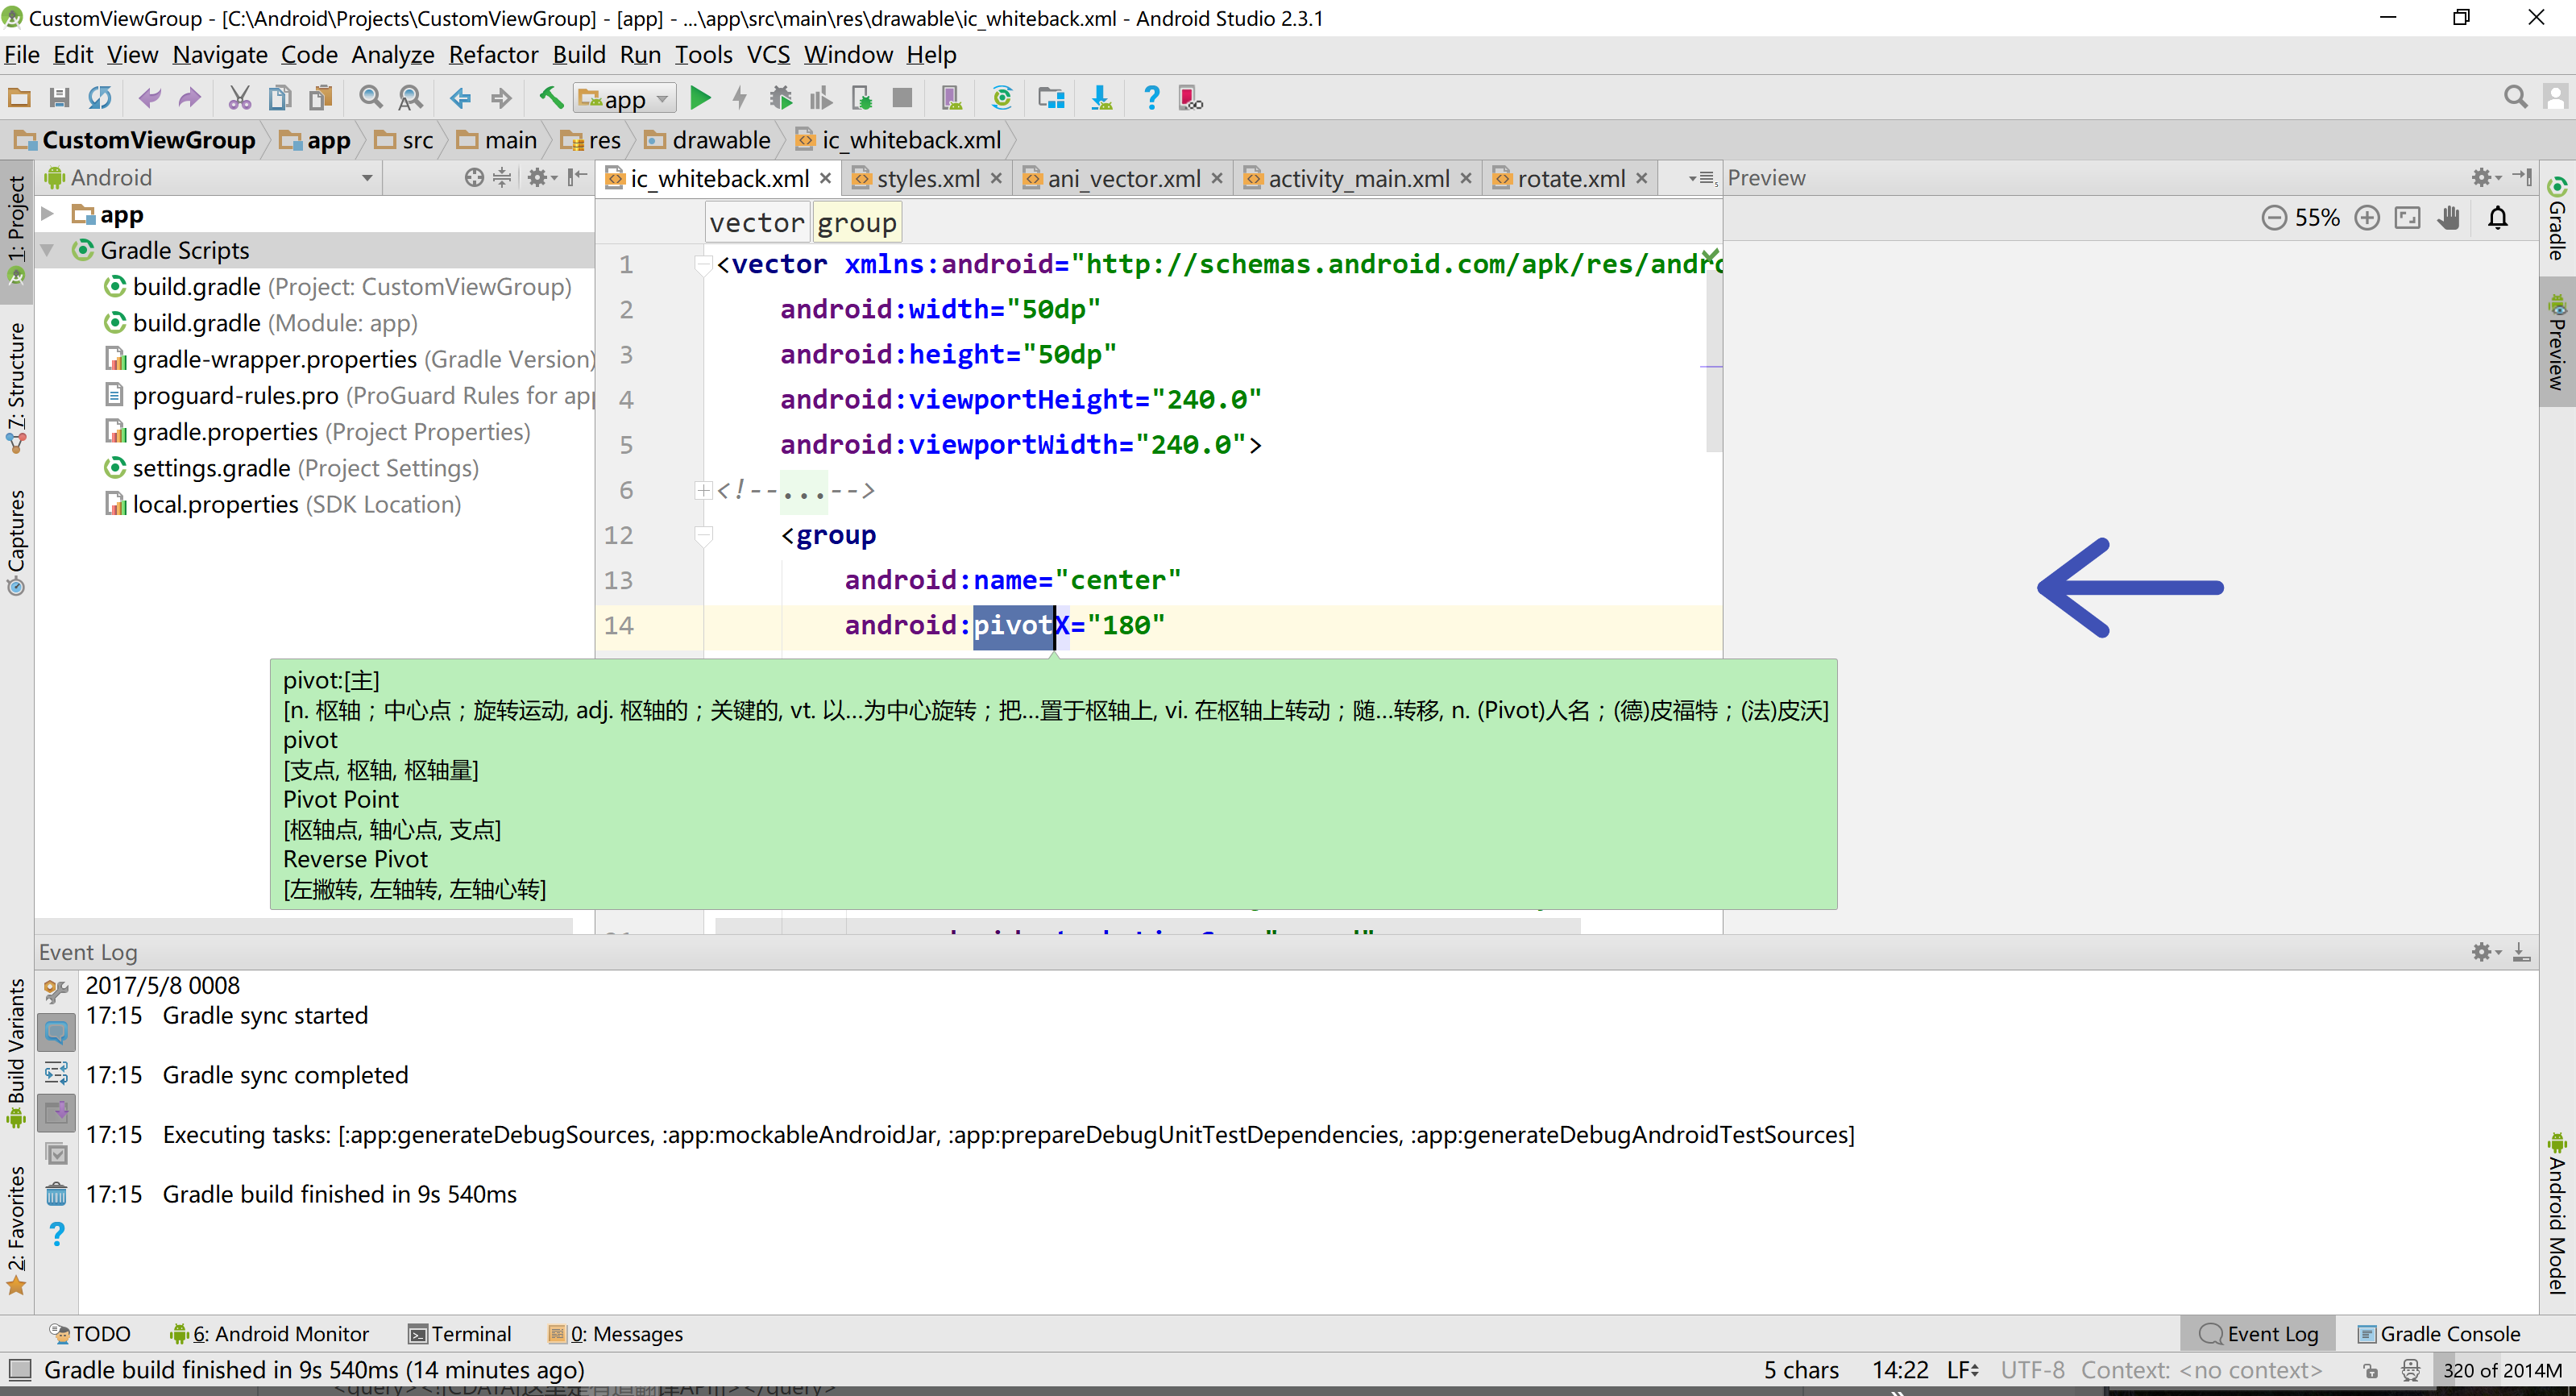 CustomViewGroup - [C:\Android\Projects\CustomViewGroup] - [app] - ...\app\src\main\res\drawable\ic_whiteback.xml - Android Studio 2.3.1
File Edit View Navigate Code Analyze Refactor Build Run Tools VCS Window Help
app
CustomViewGroup app src main res drawable ic_whiteback.xml
Android
ic_whiteback.xml styles.xml ani_vector.xml activity_main.xml rotate.xml
Preview
55%
1: Project
7: Structure
Captures
Build Variants
2: Favorites
app
Gradle Scripts
build.gradle (Project: CustomViewGroup)
build.gradle (Module: app)
gradle-wrapper.properties (Gradle Version)
proguard-rules.pro (ProGuard Rules for app
gradle.properties (Project Properties)
settings.gradle (Project Settings)
local.properties (SDK Location)
vector group
1 <vector xmlns:android="http://schemas.android.com/apk/res/andro
2 android:width="50dp"
3 android:height="50dp"
4 android:viewportHeight="240.0"
5 android:viewportWidth="240.0">
6 <!--...-->
12 <group
13 android:name="center"
14 android:pivotX="180"
pivot:[主]
[n. 枢轴；中心点；旋转运动, adj. 枢轴的；关键的, vt. 以...为中心旋转；把...置于枢轴上, vi. 在枢轴上转动；随...转移, n. (Pivot)人名；(德)皮福特；(法)皮沃]
pivot
[支点, 枢轴, 枢轴量]
Pivot Point
[枢轴点, 轴心点, 支点]
Reverse Pivot
[左撇转, 左轴转, 左轴心转]
Gradle
Preview
Android Model
Event Log
2017/5/8 0008
17:15 Gradle sync started
17:15 Gradle sync completed
17:15 Executing tasks: [:app:generateDebugSources, :app:mockableAndroidJar, :app:prepareDebugUnitTestDependencies, :app:generateDebugAndroidTestSources]
17:15 Gradle build finished in 9s 540ms
TODO 6: Android Monitor Terminal 0: Messages Event Log Gradle Console
Gradle build finished in 9s 540ms (14 minutes ago) 5 chars 14:22 LF UTF-8 Context: <no context> 320 of 2014M